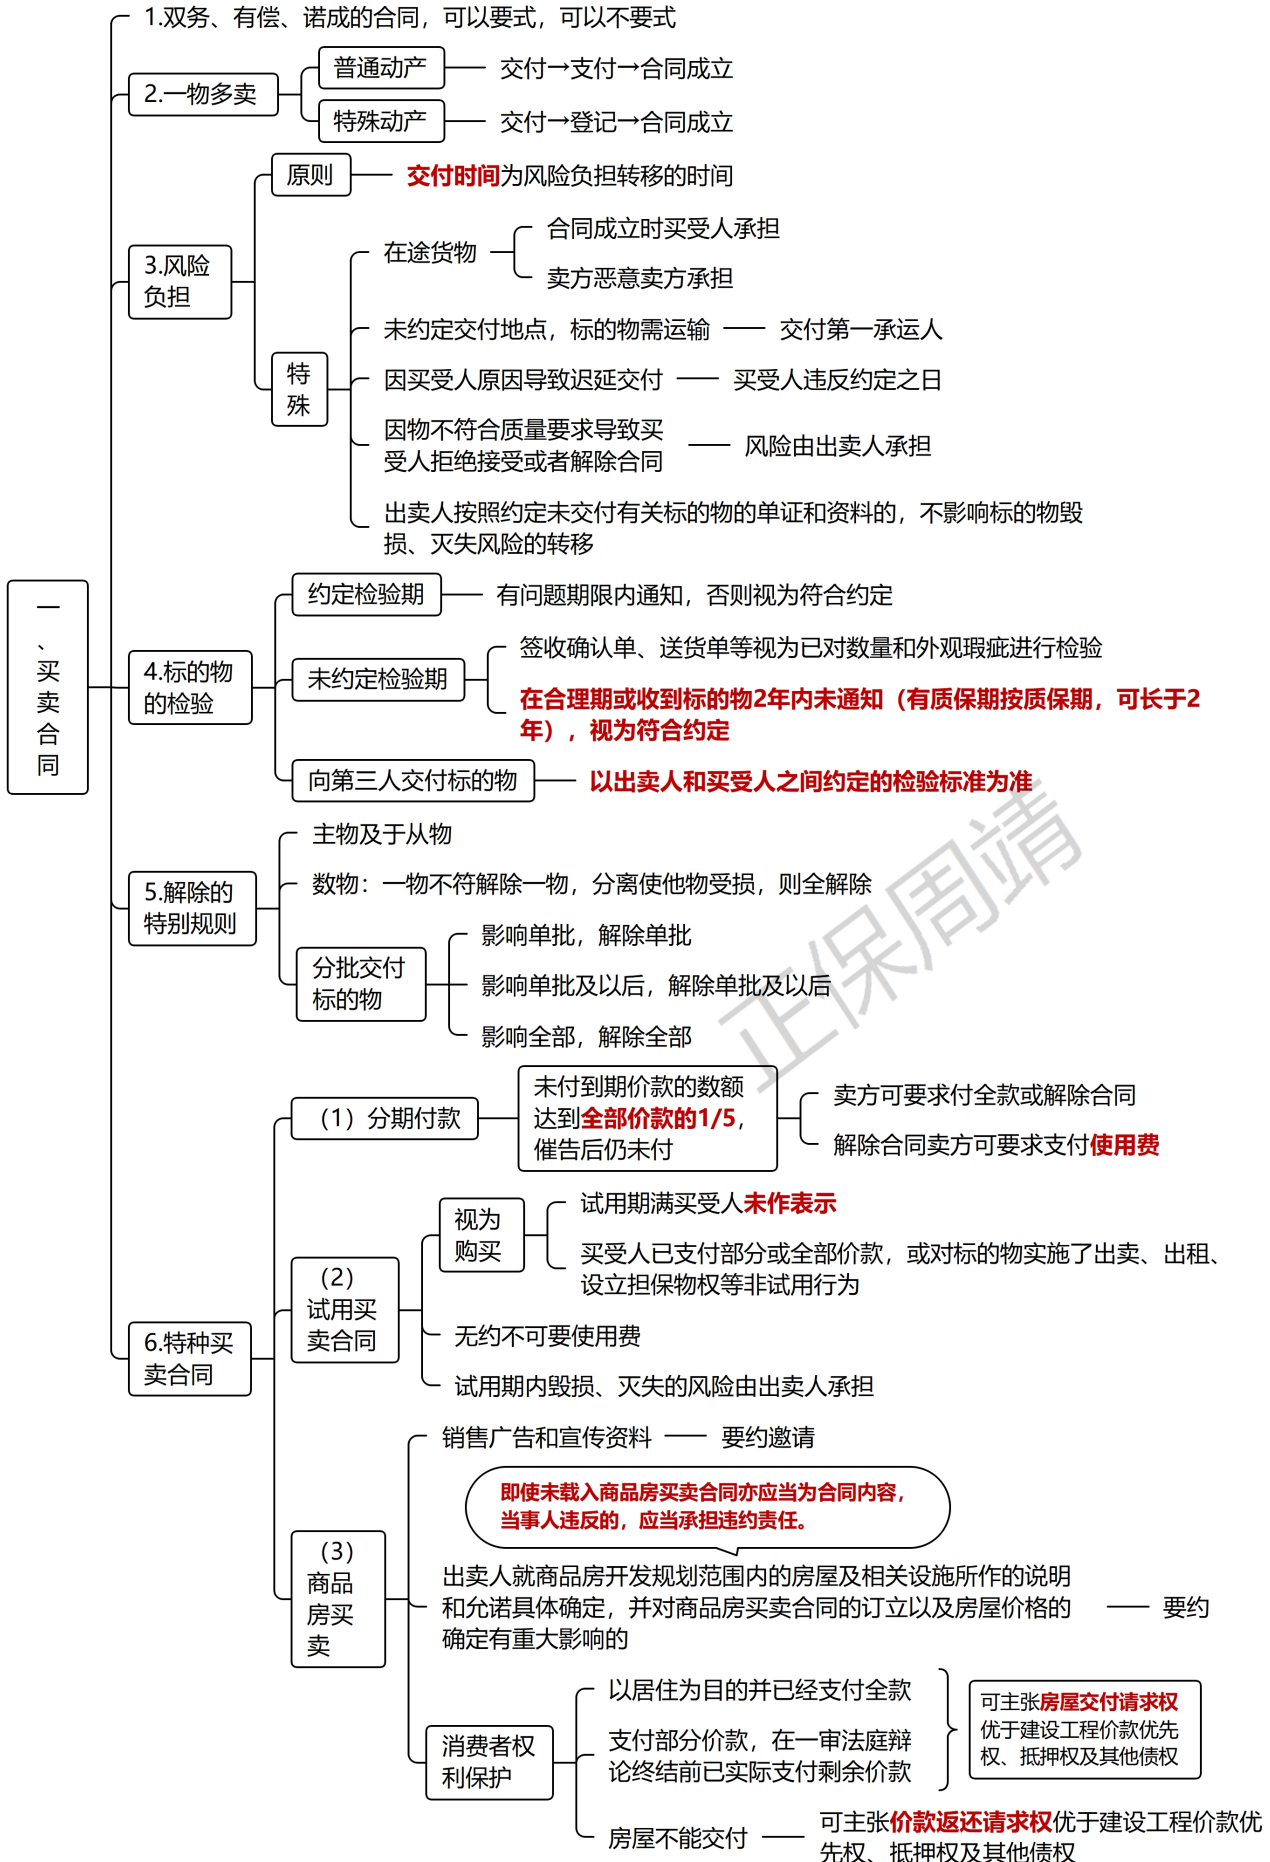 一、买卖合同
1.双务、有偿、诺成的合同，可以要式，可以不要式
2.一物多卖
普通动产
交付→支付→合同成立
特殊动产
交付→登记→合同成立
3.风险
负担
原则
交付时间为风险负担转移的时间
特
殊
在途货物
合同成立时买受人承担
卖方恶意卖方承担
未约定交付地点，标的物需运输
交付第一承运人
因买受人原因导致迟延交付
买受人违反约定之日
因物不符合质量要求导致买
受人拒绝接受或者解除合同
风险由出卖人承担
出卖人按照约定未交付有关标的物的单证和资料的，不影响标的物毁
损、灭失风险的转移
4.标的物
的检验
约定检验期
有问题期限内通知，否则视为符合约定
未约定检验期
签收确认单、送货单等视为已对数量和外观瑕疵进行检验
在合理期或收到标的物2年内未通知（有质保期按质保期，可长于2
年），视为符合约定
向第三人交付标的物
以出卖人和买受人之间约定的检验标准为准
5.解除的
特别规则
主物及于从物
数物：一物不符解除一物，分离使他物受损，则全解除
分批交付
标的物
影响单批，解除单批
影响单批及以后，解除单批及以后
影响全部，解除全部
正保周靖
6.特种买
卖合同
（1）分期付款
未付到期价款的数额
达到全部价款的1/5，
催告后仍未付
卖方可要求付全款或解除合同
解除合同卖方可要求支付使用费
（2）
试用买
卖合同
视为
购买
试用期满买受人未作表示
买受人已支付部分或全部价款，或对标的物实施了出卖、出租、
设立担保物权等非试用行为
无约不可要使用费
试用期内毁损、灭失的风险由出卖人承担
（3）
商品
房买
卖
销售广告和宣传资料
要约邀请
即使未载入商品房买卖合同亦应当为合同内容，
当事人违反的，应当承担违约责任。
出卖人就商品房开发规划范围内的房屋及相关设施所作的说明
和允诺具体确定，并对商品房买卖合同的订立以及房屋价格的
确定有重大影响的
要约
消费者权
利保护
以居住为目的并已经支付全款
支付部分价款，在一审法庭辩
论终结前已实际支付剩余价款
可主张房屋交付请求权
优于建设工程价款优先
权、抵押权及其他债权
房屋不能交付
可主张价款返还请求权优于建设工程价款优
先权、抵押权及其他债权